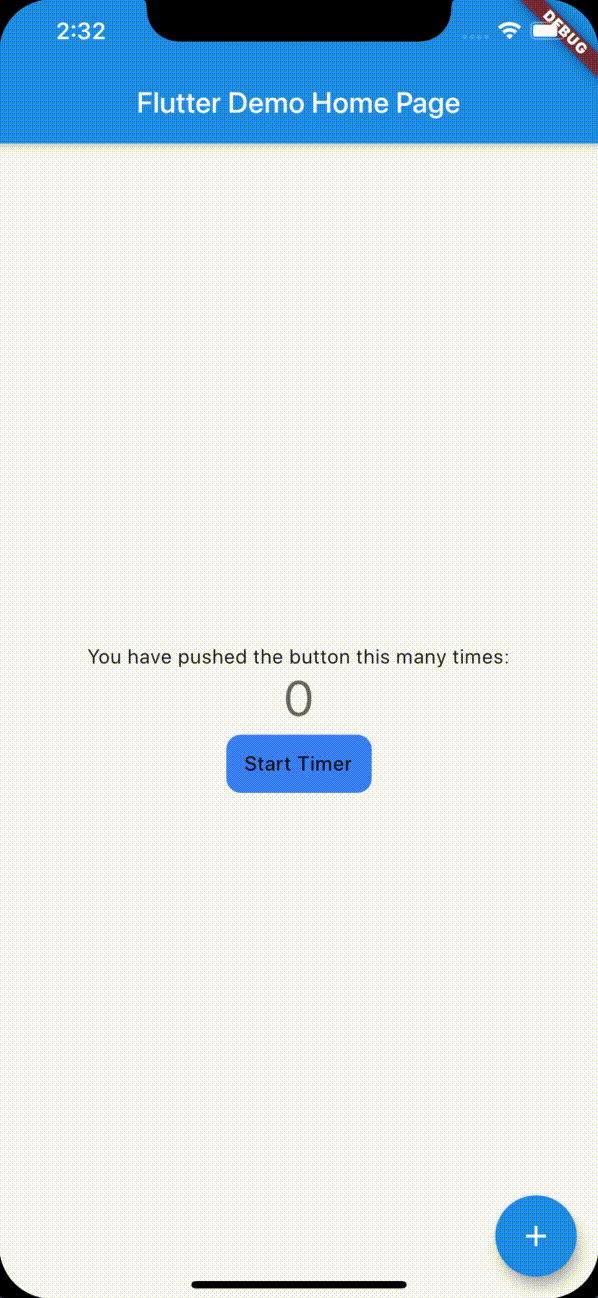 2:32
DEBUG
Flutter Demo Home Page
You have pushed the button this many times:
0
Start Timer
+